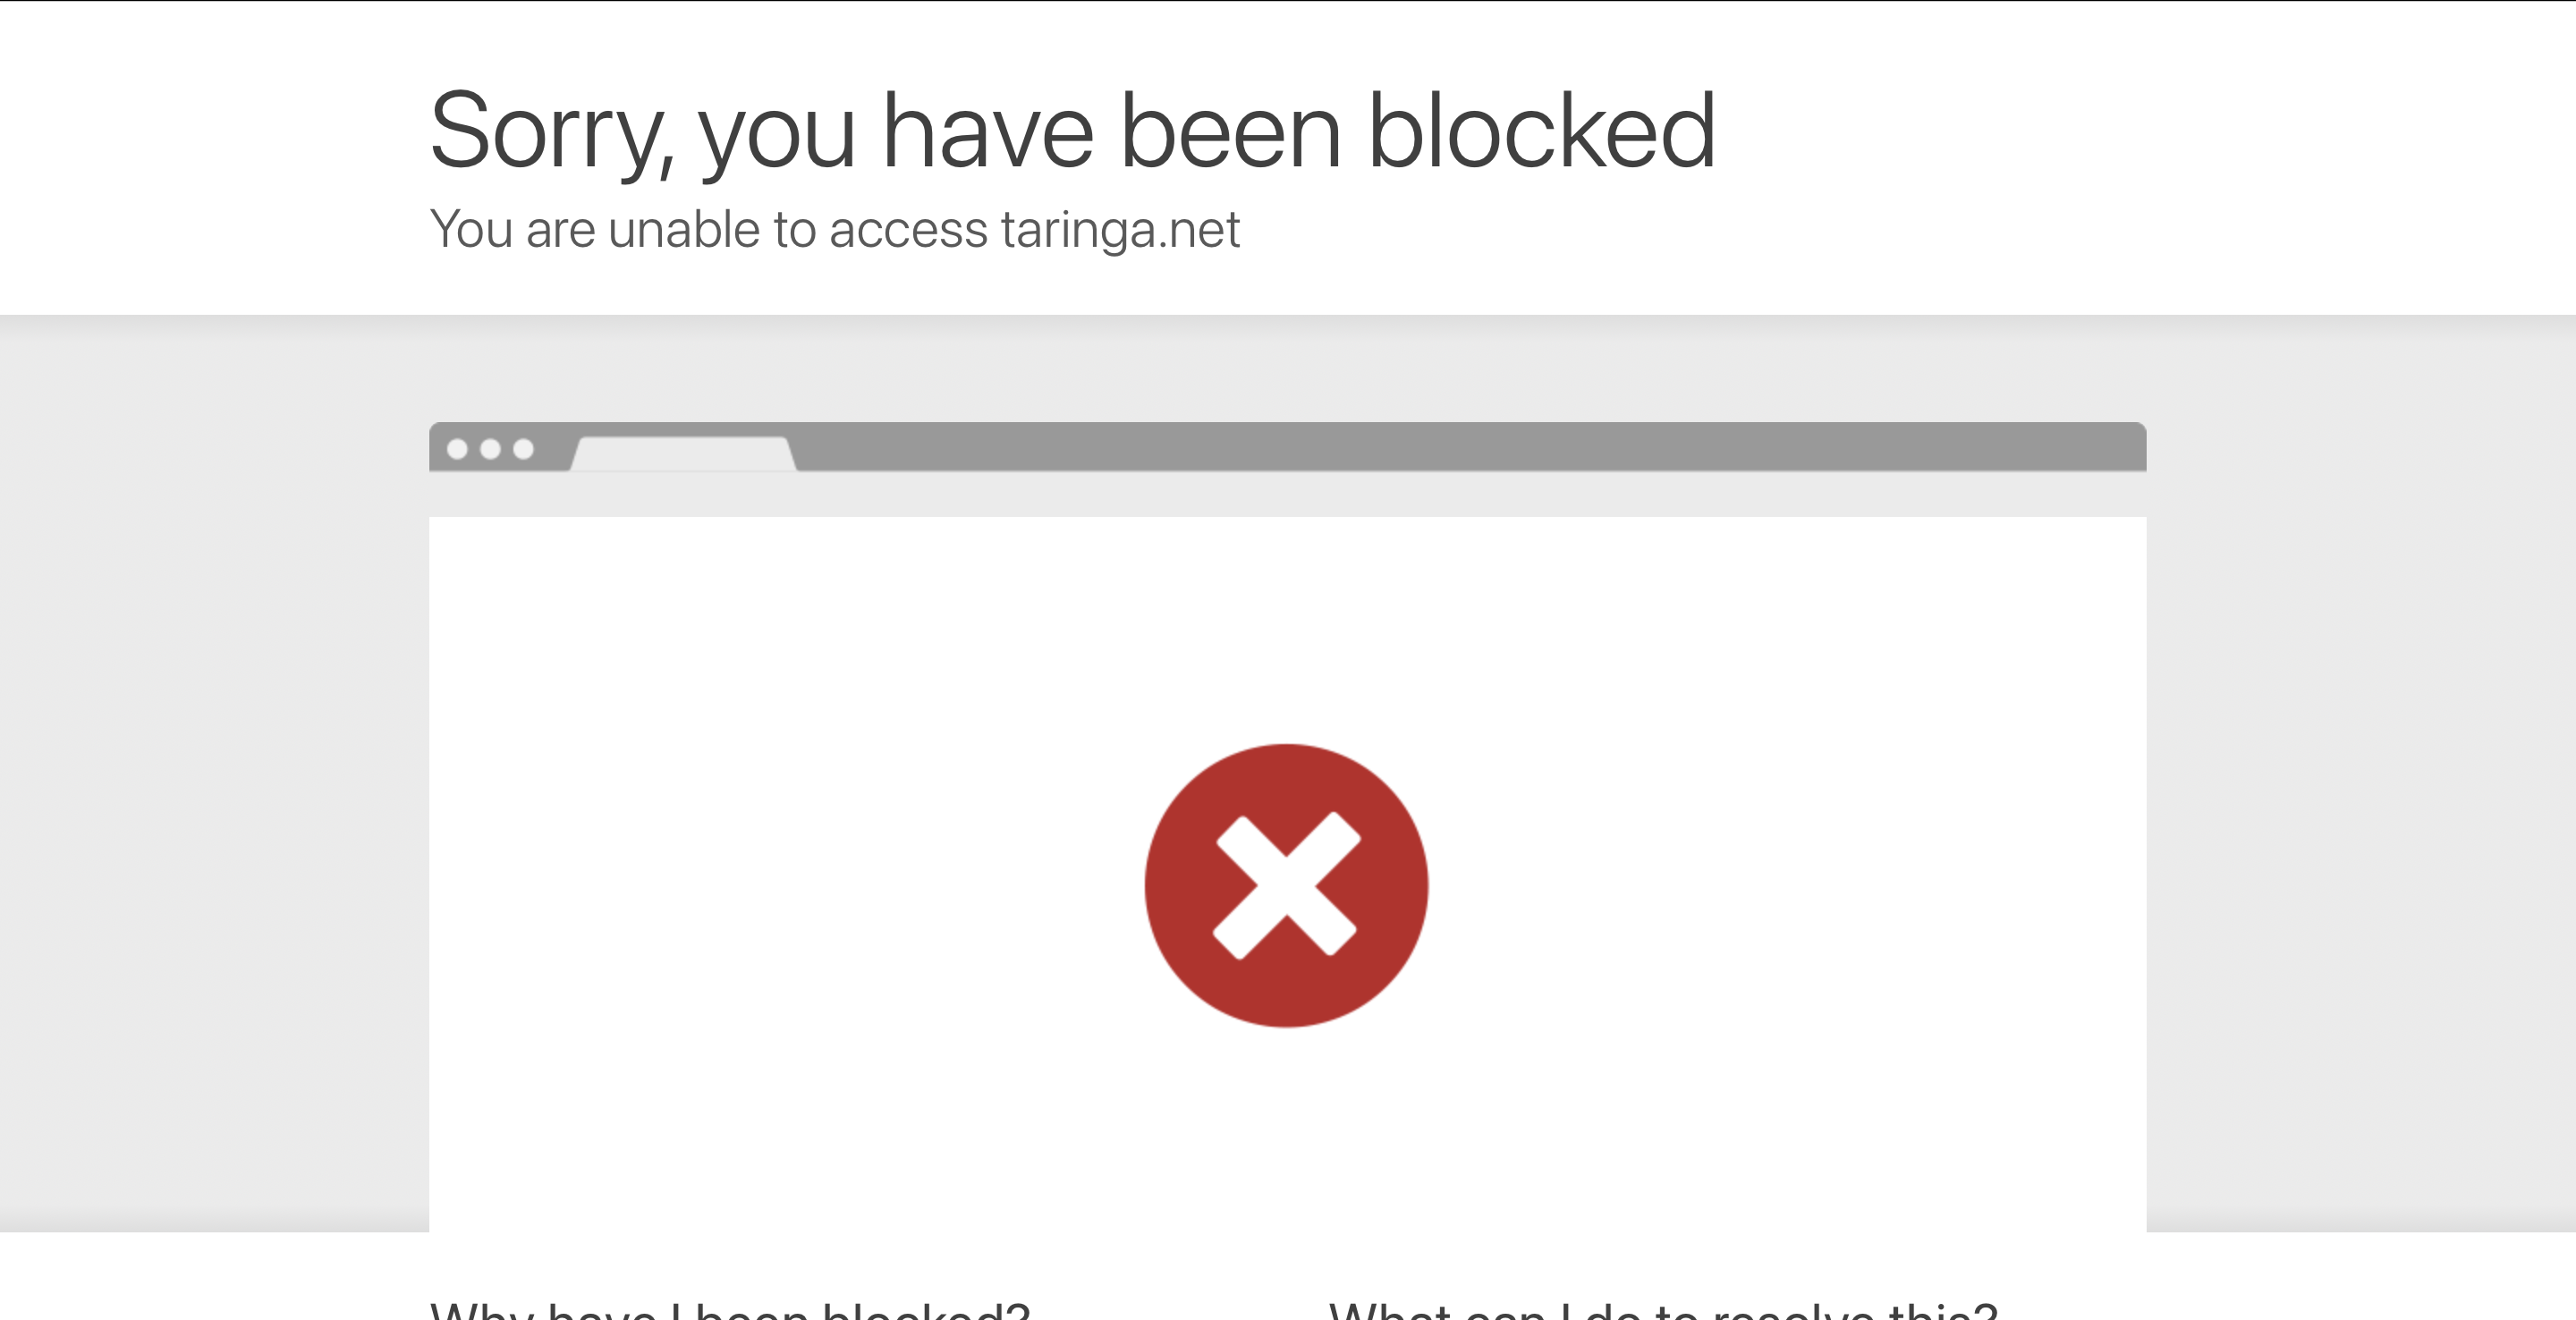 Sorry, you have been blocked
You are unable to access taringa.net
Why have I been blocked?
What can I do to resolve this?